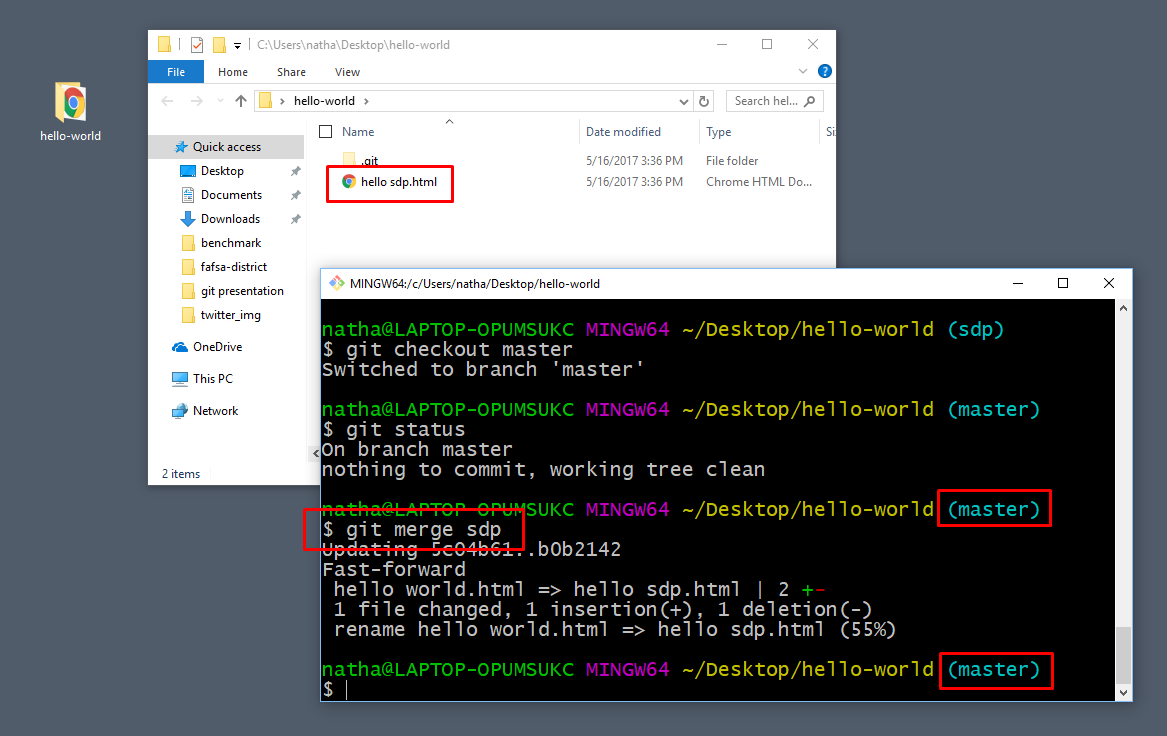 C:\Users\natha\Desktop\hello-world
File Home Share View
hello-world
Search hel...
hello-world
Name Date modified Type Si
Quick access
.git 5/16/2017 3:36 PM File folder
hello sdp.html 5/16/2017 3:36 PM Chrome HTML Do...
Desktop
Documents
Downloads
benchmark
fafsa-district
git presentation
twitter_img
OneDrive
This PC
Network
2 items
MINGW64:/c/Users/natha/Desktop/hello-world
natha@LAPTOP-OPUMSUKC MINGW64 ~/Desktop/hello-world (sdp)
$ git checkout master
Switched to branch 'master'
natha@LAPTOP-OPUMSUKC MINGW64 ~/Desktop/hello-world (master)
$ git status
On branch master
nothing to commit, working tree clean
natha@LAPTOP-OPUMSUKC MINGW64 ~/Desktop/hello-world (master)
$ git merge sdp
Updating 5c04b61..b0b2142
Fast-forward
hello world.html => hello sdp.html | 2 +-
1 file changed, 1 insertion(+), 1 deletion(-)
rename hello world.html => hello sdp.html (55%)
natha@LAPTOP-OPUMSUKC MINGW64 ~/Desktop/hello-world (master)
$